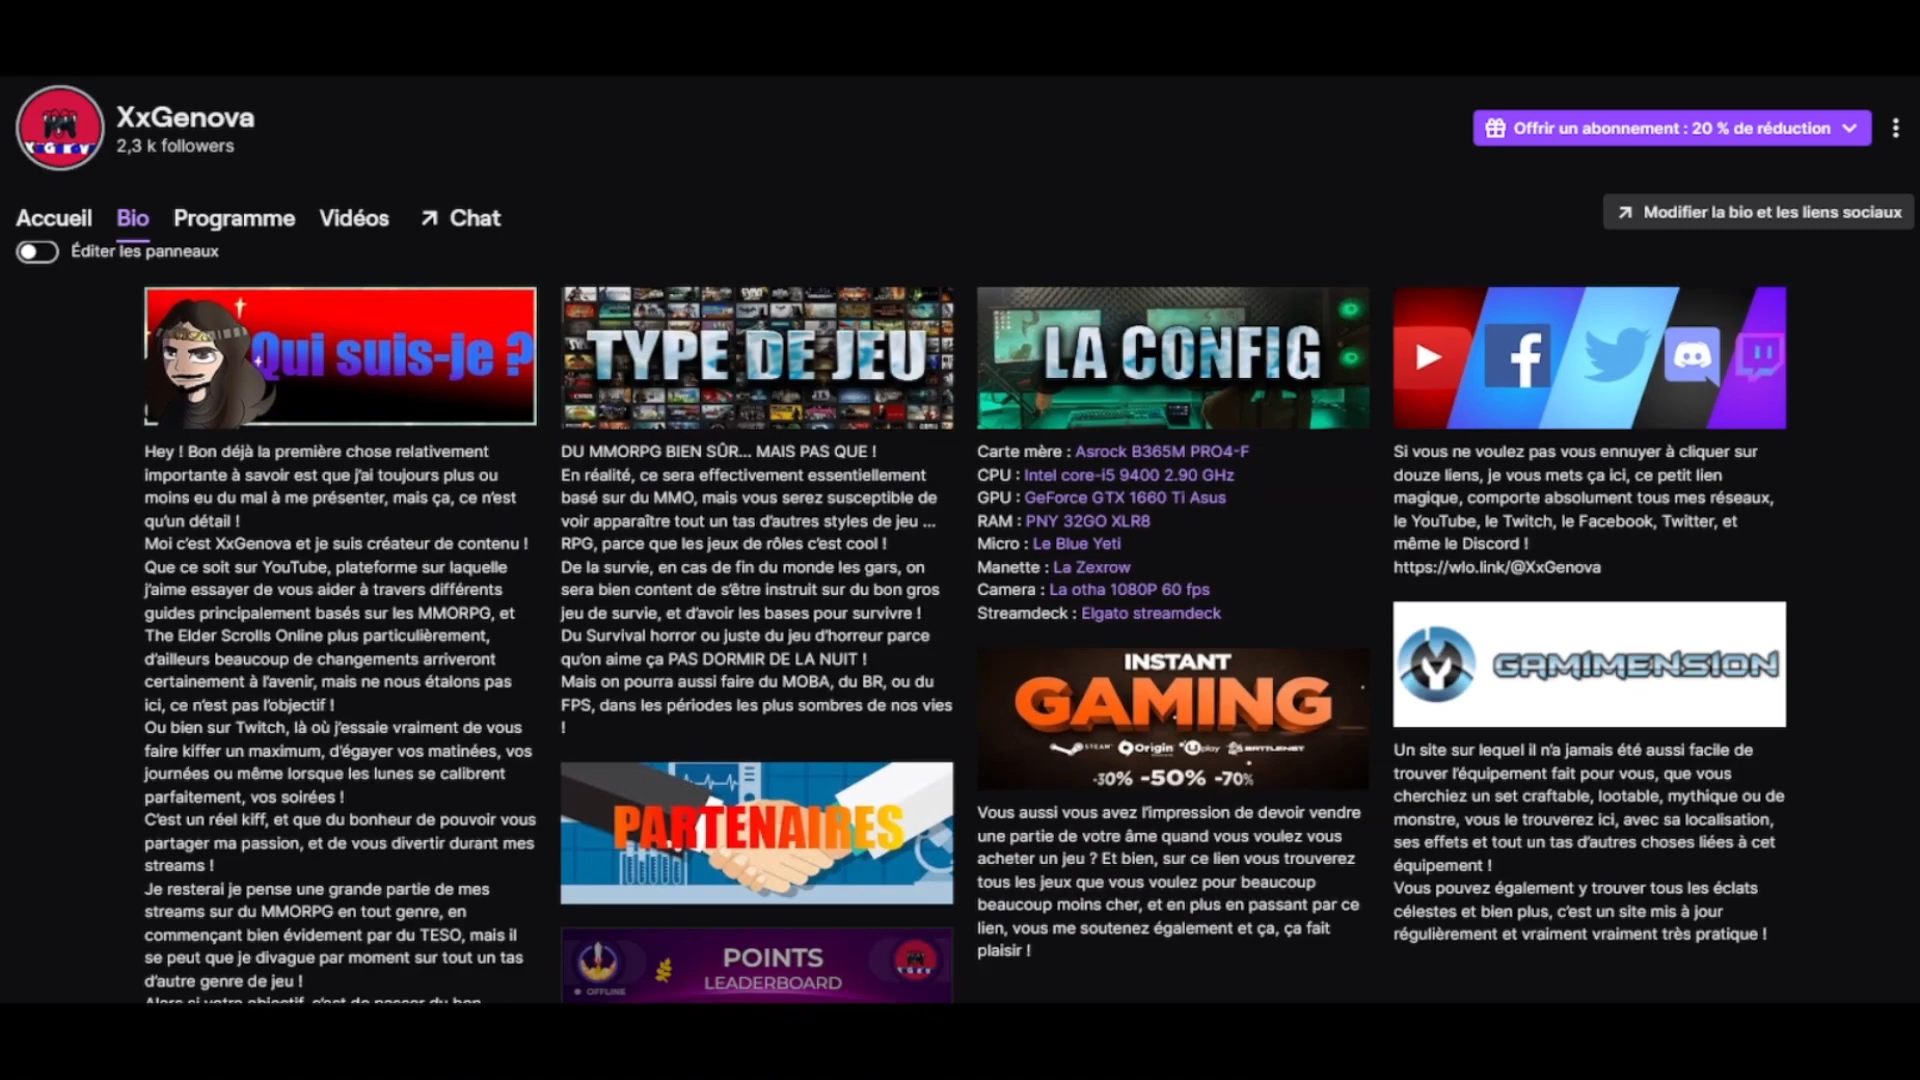 XxGenova
2,3 k followers
Offrir un abonnement : 20 % de réduction
Accueil
Bio
Programme
Vidéos
Chat
Modifier la bio et les liens sociaux
Éditer les panneaux
Qui suis-je ?
Hey ! Bon déjà la première chose relativement
importante à savoir est que j'ai toujours plus ou
moins eu du mal à me présenter, mais ça, ce n'est
qu'un détail !
Moi c'est XxGenova et je suis créateur de contenu !
Que ce soit sur YouTube, plateforme sur laquelle
j'aime essayer de vous aider à travers différents
guides principalement basés sur les MMORPG, et
The Elder Scrolls Online plus particulièrement,
d'ailleurs beaucoup de changements arriveront
certainement à l'avenir, mais ne nous étalons pas
ici, ce n'est pas l'objectif !
Ou bien sur Twitch, là où j'essaie vraiment de vous
faire kiffer un maximum, d'égayer vos matinées, vos
journées ou même lorsque les lunes se calibrent
parfaitement, vos soirées !
C'est un réel kiff, et que du bonheur de pouvoir vous
partager ma passion, et de vous divertir durant mes
streams !
Je resterai je pense une grande partie de mes
streams sur du MMORPG en tout genre, en
commençant bien évidement par du TESO, mais il
se peut que je divague par moment sur tout un tas
d'autre genre de jeu !
Alors si votre objectif, c'est de passer du bon
TYPE DE JEU
DU MMORPG BIEN SÛR... MAIS PAS QUE !
En réalité, ce sera effectivement essentiellement
basé sur du MMO, mais vous serez susceptible de
voir apparaître tout un tas d'autres styles de jeu ...
RPG, parce que les jeux de rôles c'est cool !
De la survie, en cas de fin du monde les gars, on
sera bien content de s'être instruit sur du bon gros
jeu de survie, et d'avoir les bases pour survivre !
Du Survival horror ou juste du jeu d'horreur parce
qu'on aime ça PAS DORMIR DE LA NUIT !
Mais on pourra aussi faire du MOBA, du BR, ou du
FPS, dans les périodes les plus sombres de nos vies
!
PARTENAIRES
POINTS
LEADERBOARD
OFFLINE
LA CONFIG
Carte mère : Asrock B365M PRO4-F
CPU : Intel core-i5 9400 2.90 GHz
GPU : GeForce GTX 1660 Ti Asus
RAM : PNY 32GO XLR8
Micro : Le Blue Yeti
Manette : La Zexrow
Camera : La otha 1080P 60 fps
Streamdeck : Elgato streamdeck
INSTANT
GAMING
STEAM Origin Uplay BATTLENET
-30% -50% -70%
Vous aussi vous avez l'impression de devoir vendre
une partie de votre âme quand vous voulez vous
acheter un jeu ? Et bien, sur ce lien vous trouverez
tous les jeux que vous voulez pour beaucoup
beaucoup moins cher, et en plus en passant par ce
lien, vous me soutenez également et ça, ça fait
plaisir !
Si vous ne voulez pas vous ennuyer à cliquer sur
douze liens, je vous mets ça ici, ce petit lien
magique, comporte absolument tous mes réseaux,
le YouTube, le Twitch, le Facebook, Twitter, et
même le Discord !
https://wlo.link/@XxGenova
GAMIMENSION
Un site sur lequel il n'a jamais été aussi facile de
trouver l'équipement fait pour vous, que vous
cherchiez un set craftable, lootable, mythique ou de
monstre, vous le trouverez ici, avec sa localisation,
ses effets et tout un tas d'autres choses liées à cet
équipement !
Vous pouvez également y trouver tous les éclats
célestes et bien plus, c'est un site mis à jour
régulièrement et vraiment vraiment très pratique !